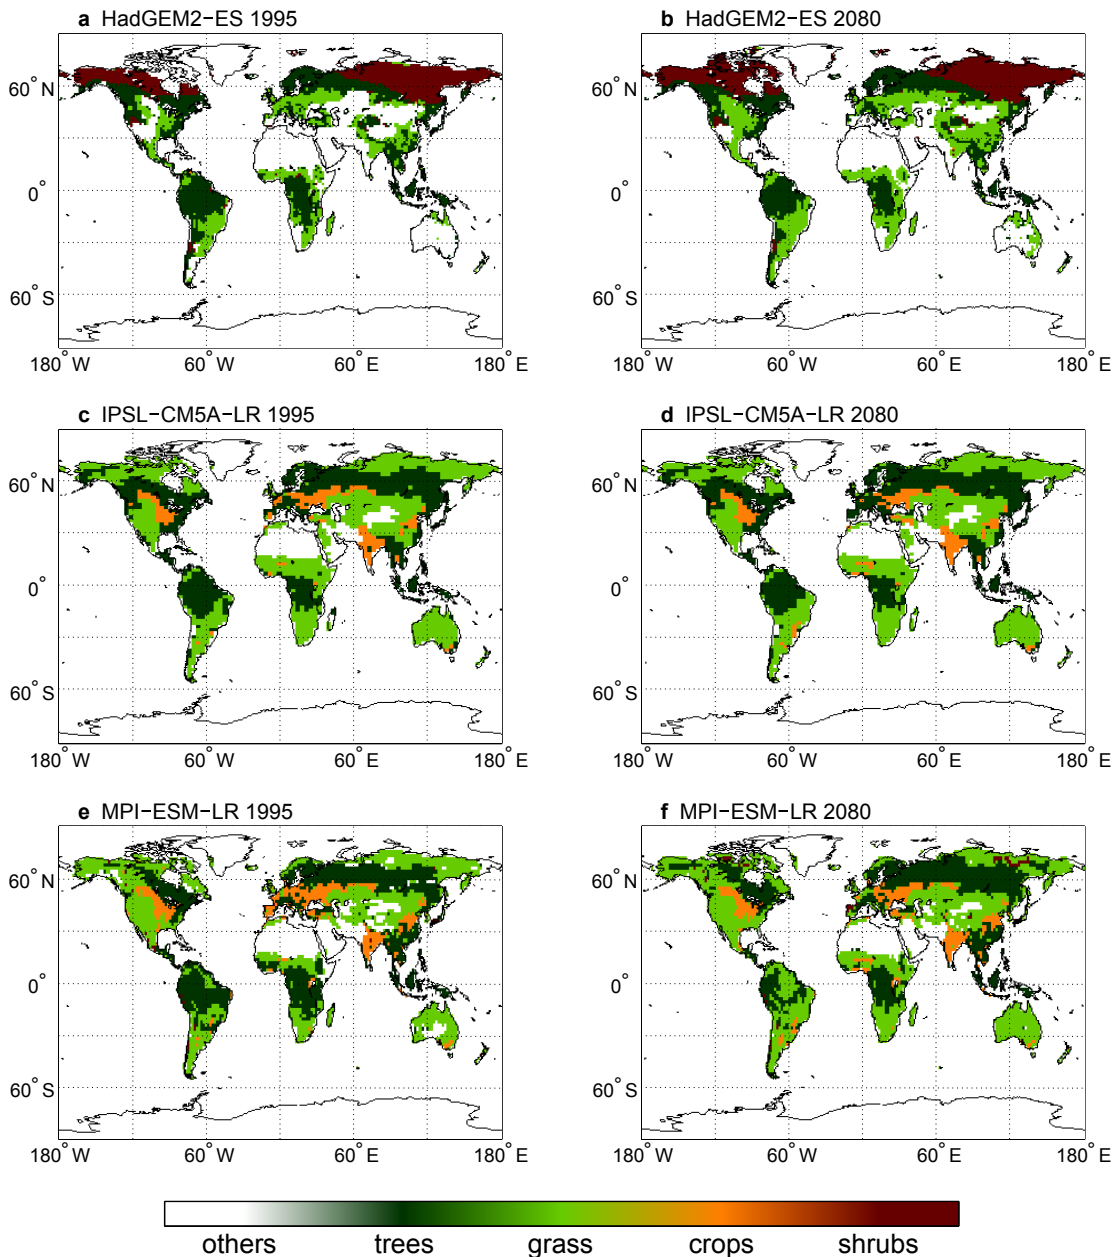 a HadGEM2−ES 1995
b HadGEM2−ES 2080
60° N
0°
60° S
180° W
60° W
60° E
180° E
60° N
0°
60° S
180° W
60° W
60° E
180° E
c IPSL−CM5A−LR 1995
d IPSL−CM5A−LR 2080
60° N
0°
60° S
180° W
60° W
60° E
180° E
60° N
0°
60° S
180° W
60° W
60° E
180° E
e MPI−ESM−LR 1995
f MPI−ESM−LR 2080
60° N
0°
60° S
180° W
60° W
60° E
180° E
60° N
0°
60° S
180° W
60° W
60° E
180° E
others trees grass crops shrubs